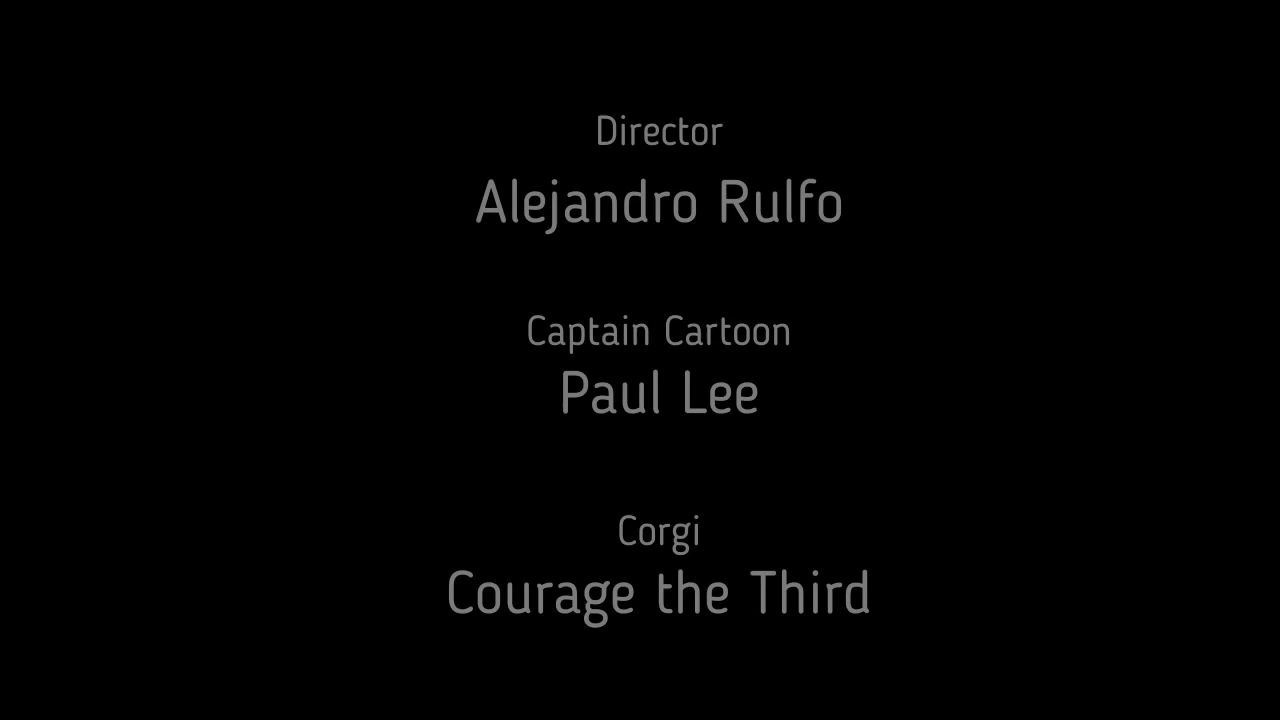 Director
Alejandro Rulfo
Captain Cartoon
Paul Lee
Corgi
Courage the Third